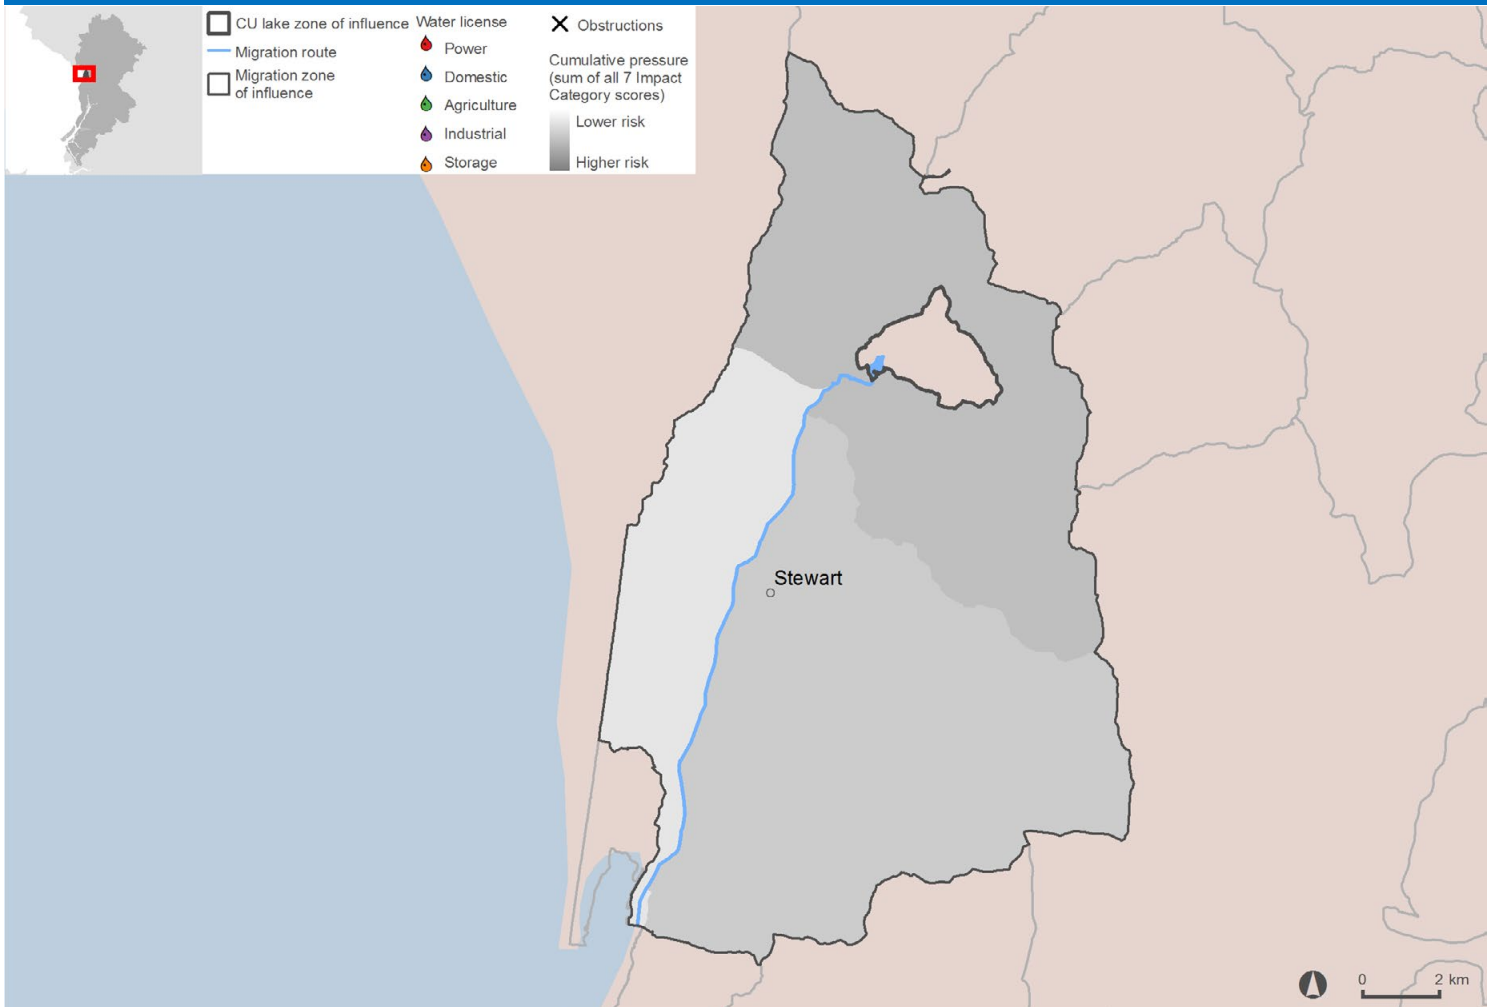 CU lake zone of influence
Migration route
Migration zone
of influence
Water license
Power
Domestic
Agriculture
Industrial
Storage
Obstructions
Cumulative pressure
(sum of all 7 Impact
Category scores)
Lower risk
Higher risk
Stewart
0 2 km